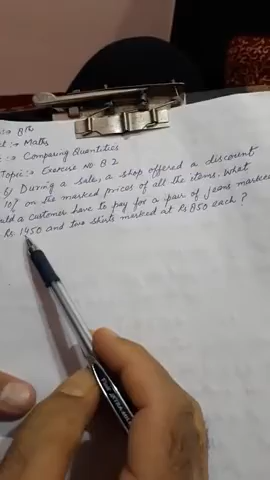 :- 8th
:- Maths
:- Comparing Quantities
Topic :- Exercise No 8.2
6) During a sale, a shop offered a discount
10% on the marked prices of all the items. What
would a customer have to pay for a pair of jeans marked
Rs 1450 and two shirts marked at Rs 850 each ?